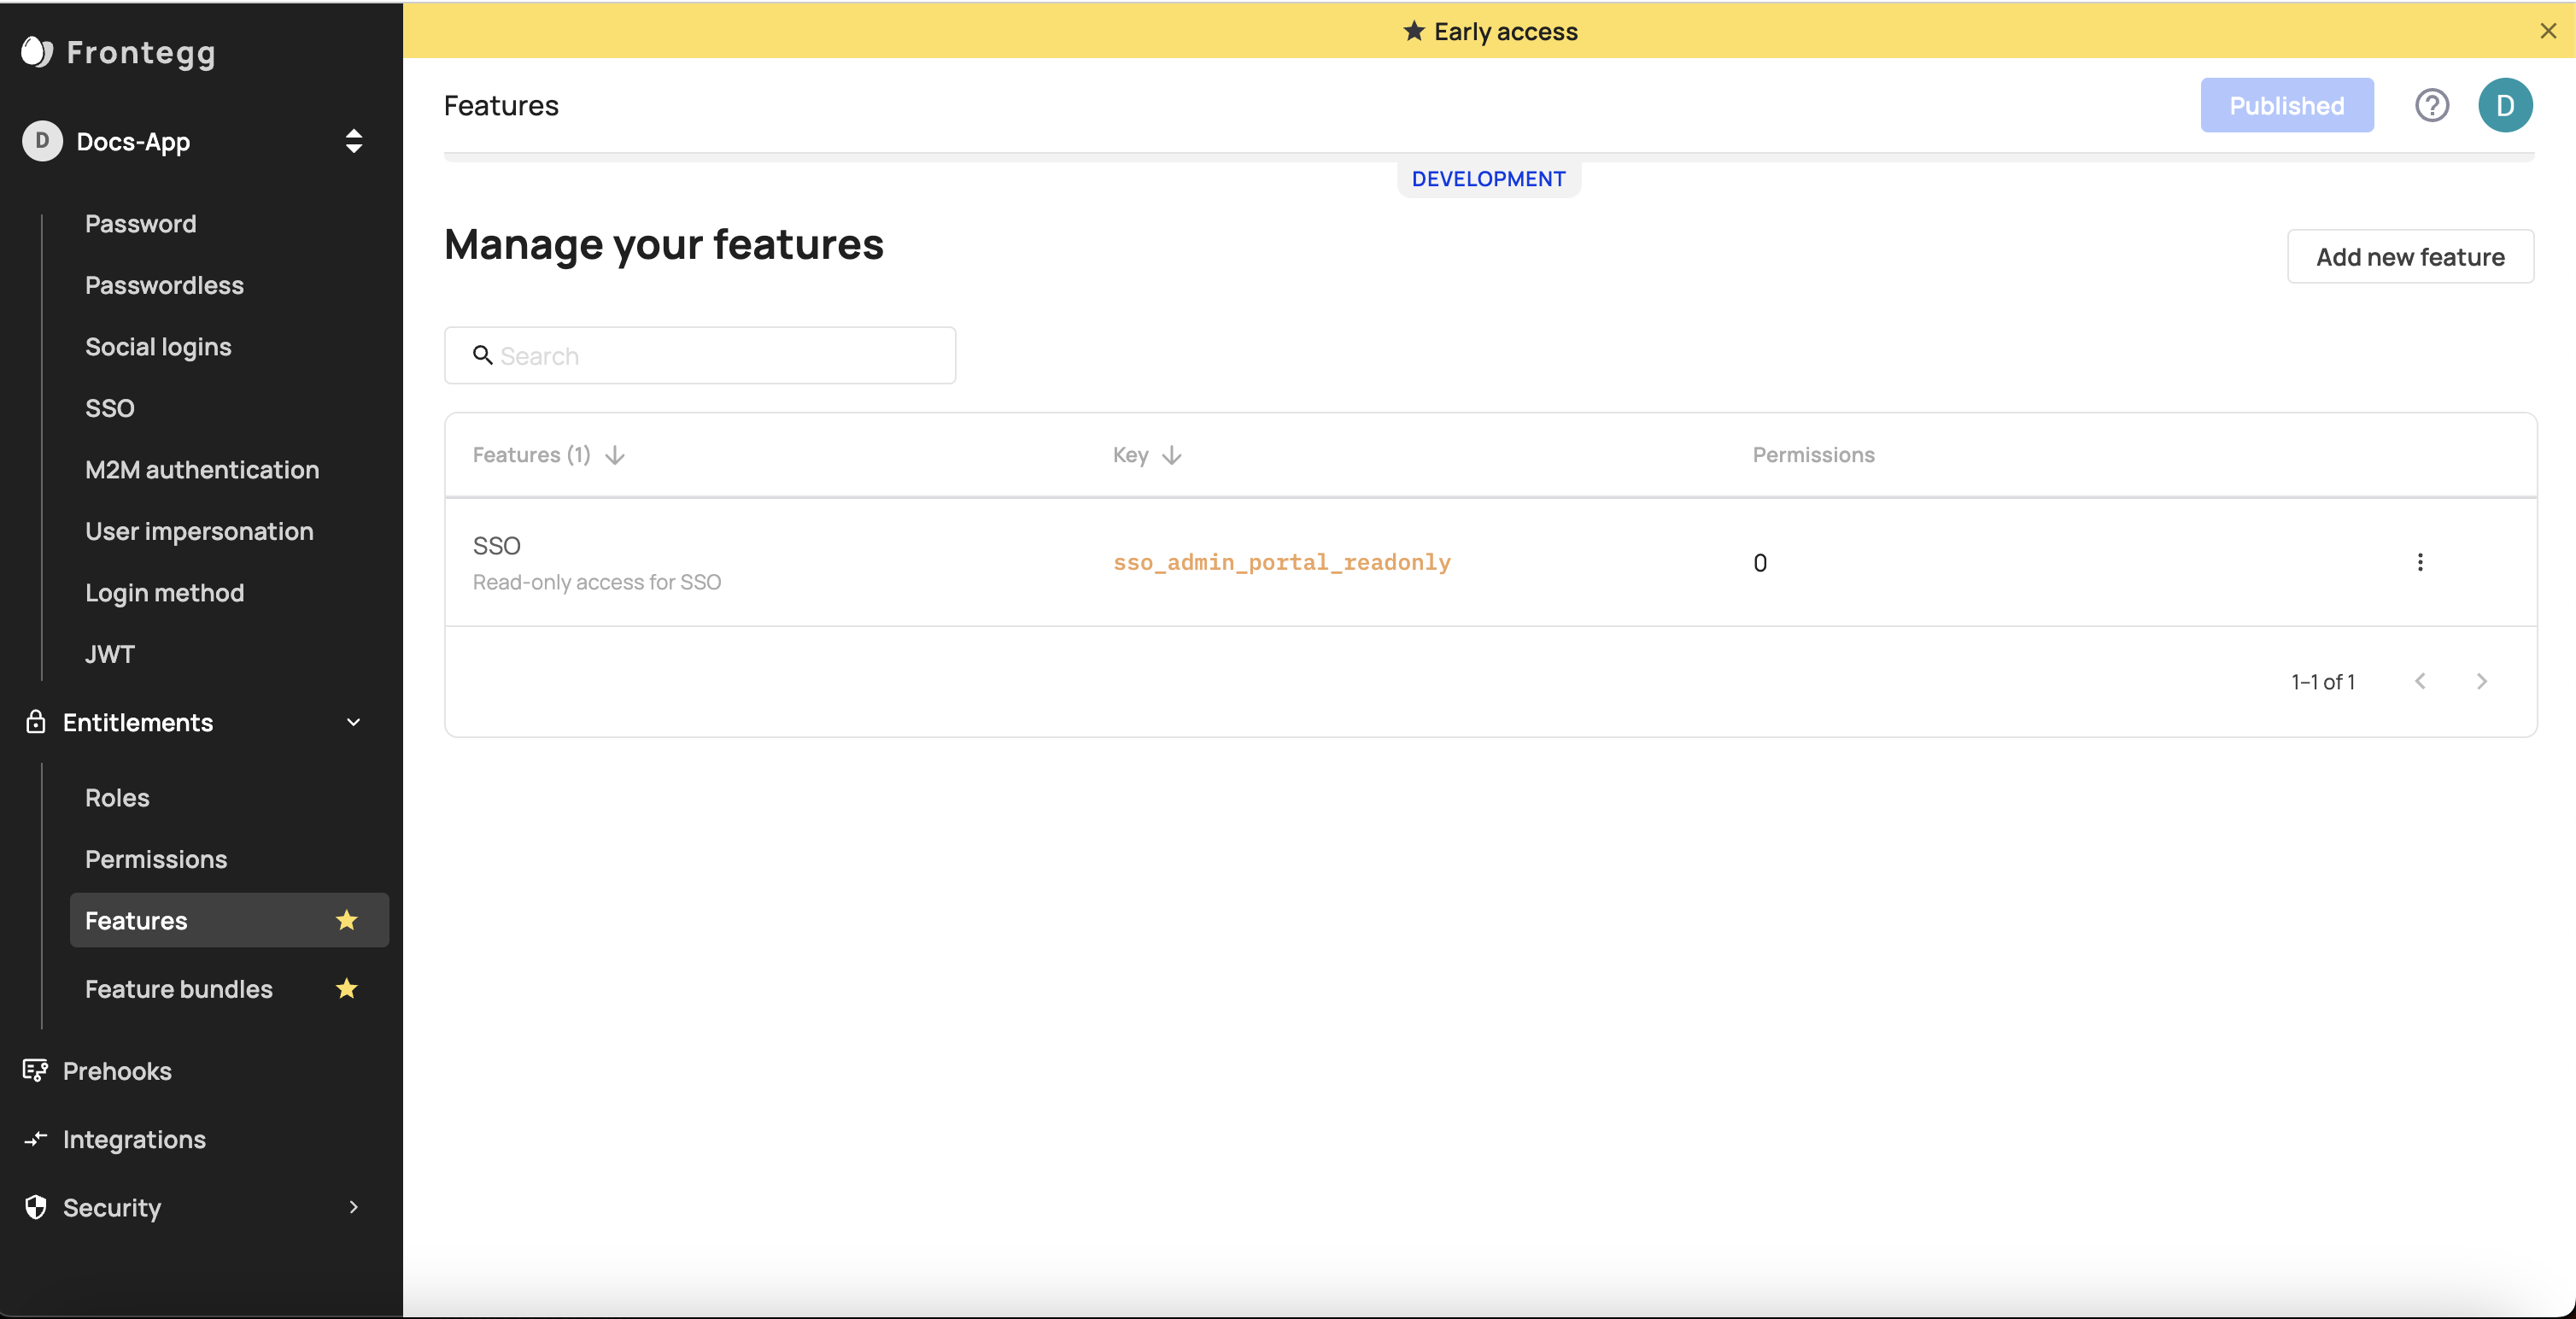 Frontegg
D Docs-App
Password
Passwordless
Social logins
SSO
M2M authentication
User impersonation
Login method
JWT
Entitlements
Roles
Permissions
Features
Feature bundles
Prehooks
Integrations
Security
Early access
Features
Published
D
DEVELOPMENT
Manage your features
Add new feature
Search
Features (1) Key Permissions
SSO
Read-only access for SSO
sso_admin_portal_readonly
0
1–1 of 1